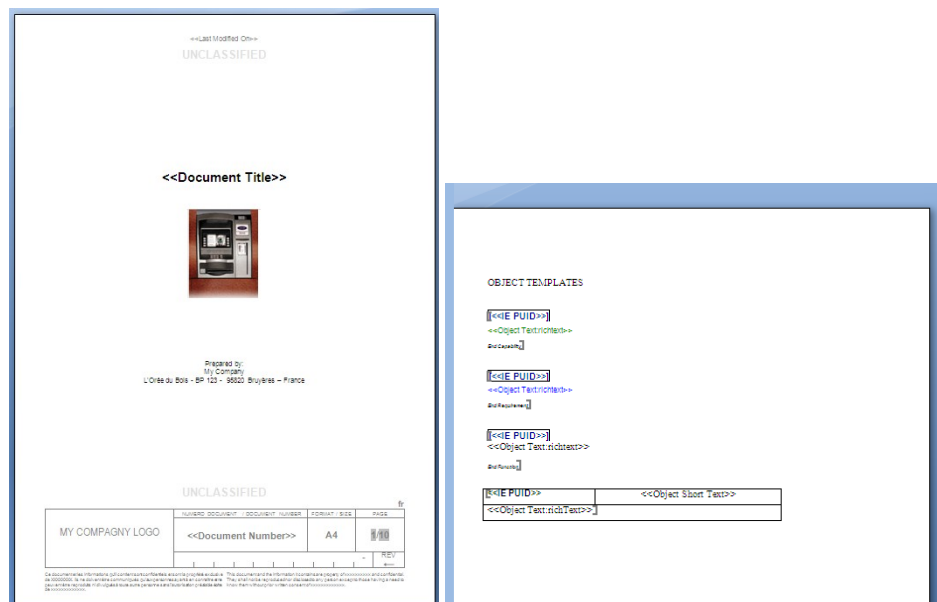 <<Last Modified On>>
UNCLASSIFIED
<<Document Title>>
Prepared by:
My Company
L'Orée du Bois - BP 123 - 95820 Bruyères – France
UNCLASSIFIED
fr
MY COMPAGNY LOGO
NUMERO DOCUMENT / DOCUMENT NUMBER
FORMAT / SIZE
PAGE
<<Document Number>>
A4
1/10
REV
OBJECT TEMPLATES
[<<IE PUID>>]
<<Object Text:richtext>>
End Capability]
[<<IE PUID>>]
<<Object Text:richtext>>
End Requirement]
[<<IE PUID>>]
<<Object Text:richtext>>
End Function]
[<<IE PUID>>
<<Object Short Text>>
<<Object Text:richText>>]